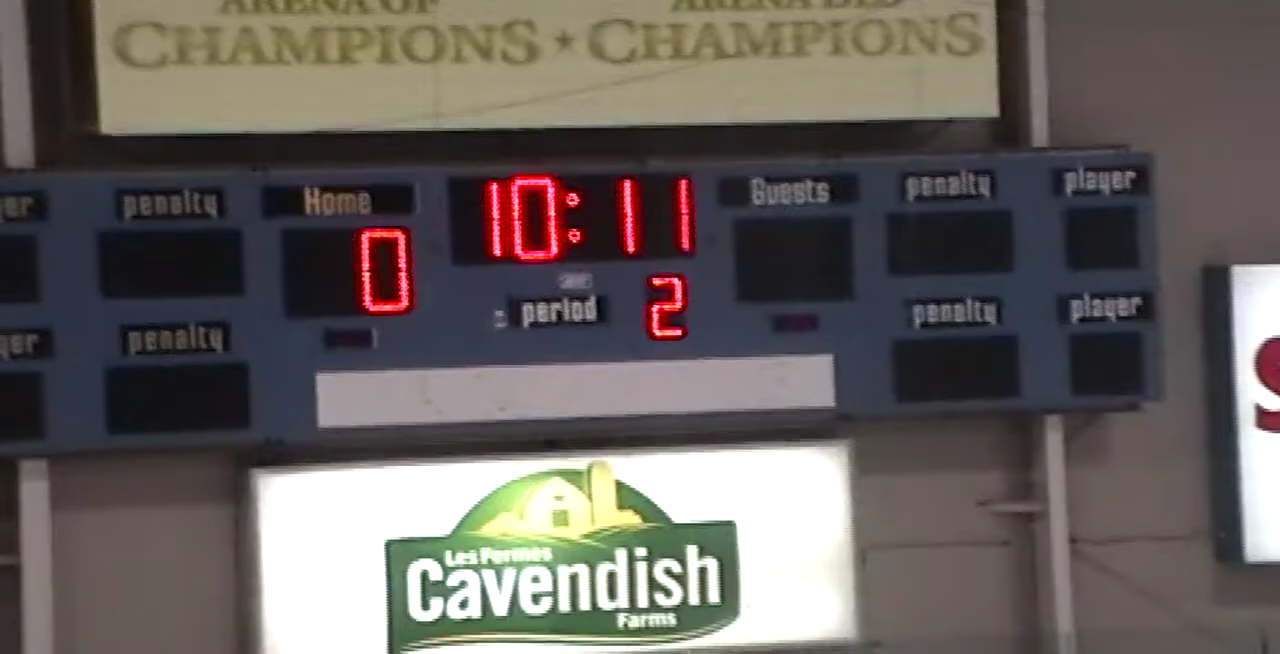 ARENA OF ARENA DES
CHAMPIONS ★ CHAMPIONS
penalty Home 10:11 Guests penalty player
0
period 2
penalty penalty player
Les Fermes
Cavendish
Farms